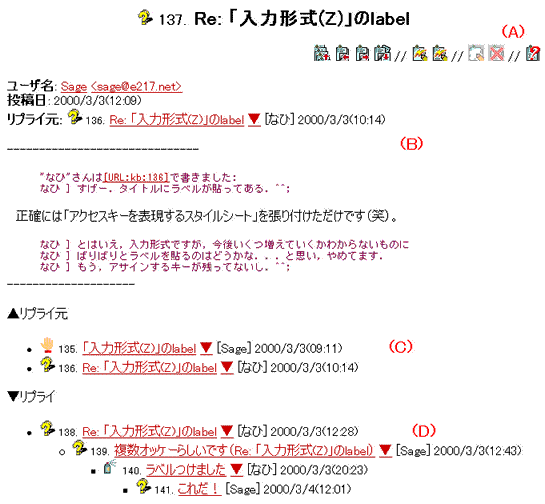 137. Re:「入力形式(Z)」のlabel
(A)
// // //
ユーザ名: Sage <sage@e217.net>
投稿日: 2000/3/3(12:09)
リプライ元: 136. Re:「入力形式(Z)」のlabel ▼ [なひ] 2000/3/3(10:14)
(B)
------------------------------
"なひ"さんは[URL:kb:136]で書きました:
なひ ] すげー．タイトルにラベルが貼ってある．^^;
正確には「アクセスキーを表現するスタイルシート」を張り付けただけです(笑)。
なひ ] とはいえ，入力形式ですが，今後いくつ増えていくかわからないものに
なひ ] ぱりぱりとラベルを貼るのはどうかな．．．と思い，やめてます．
なひ ] もう，アサインするキーが残ってないし．^^;
--------------------
▲リプライ元
• 135. 「入力形式(Z)」のlabel ▼ [Sage] 2000/3/3(09:11) (C)
• 136. Re:「入力形式(Z)」のlabel ▼ [なひ] 2000/3/3(10:14)
▼リプライ
• 138. Re:「入力形式(Z)」のlabel ▼ [なひ] 2000/3/3(12:28) (D)
○ 139. 複数オッケーらしいです(Re:「入力形式(Z)」のlabel) ▼ [Sage] 2000/3/3(12:43)
▪ 140. ラベルつけました ▼ [なひ] 2000/3/3(20:23)
▪ 141. これだ！ [Sage] 2000/3/4(12:01)